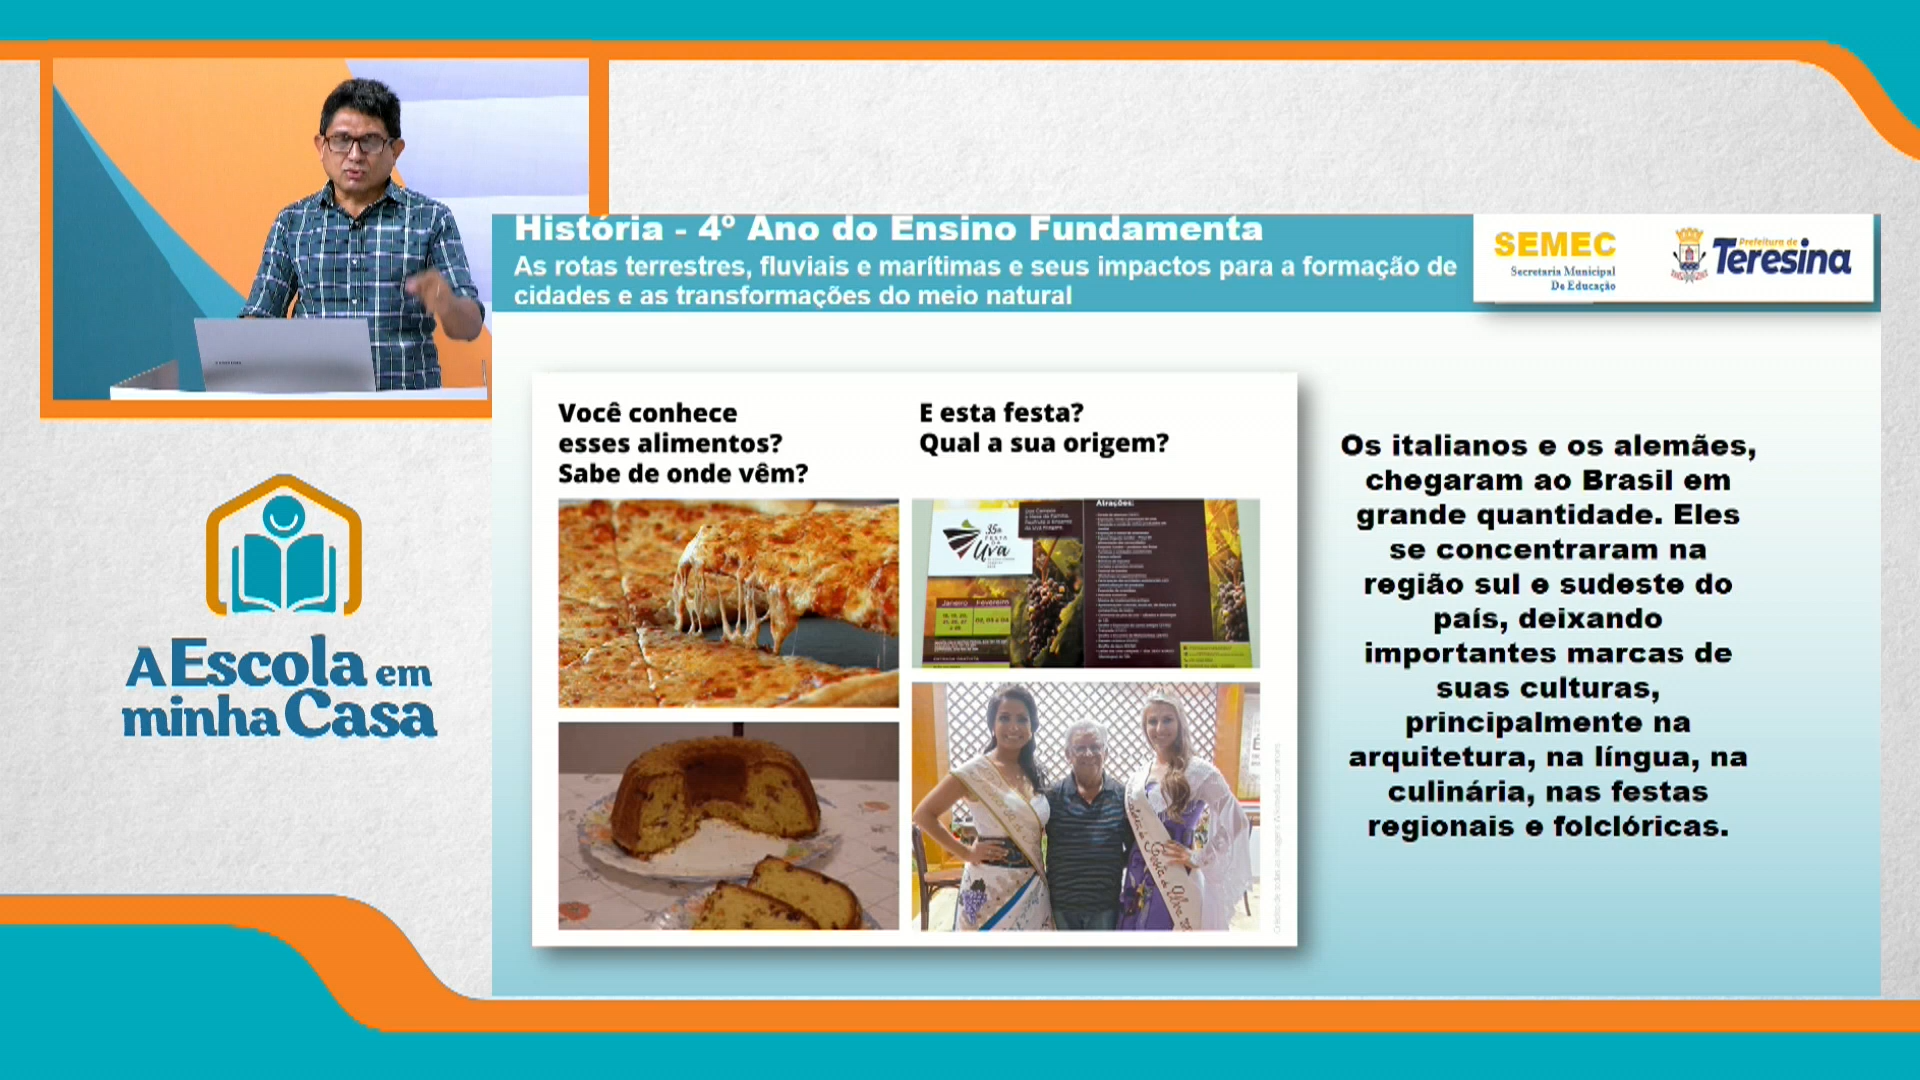 História - 4º Ano do Ensino Fundamenta
As rotas terrestres, fluviais e marítimas e seus impactos para a formação de
cidades e as transformações do meio natural
SEMEC
Secretaria Municipal
De Educação
Prefeitura de
Teresina
Você conhece
esses alimentos?
Sabe de onde vêm?
E esta festa?
Qual a sua origem?
Atrações:
35ª
FESTA
DA
Uva
Janeiro Fevereiro
Os italianos e os alemães,
chegaram ao Brasil em
grande quantidade. Eles
se concentraram na
região sul e sudeste do
país, deixando
importantes marcas de
suas culturas,
principalmente na
arquitetura, na língua, na
culinária, nas festas
regionais e folclóricas.
A Escola em
minha Casa